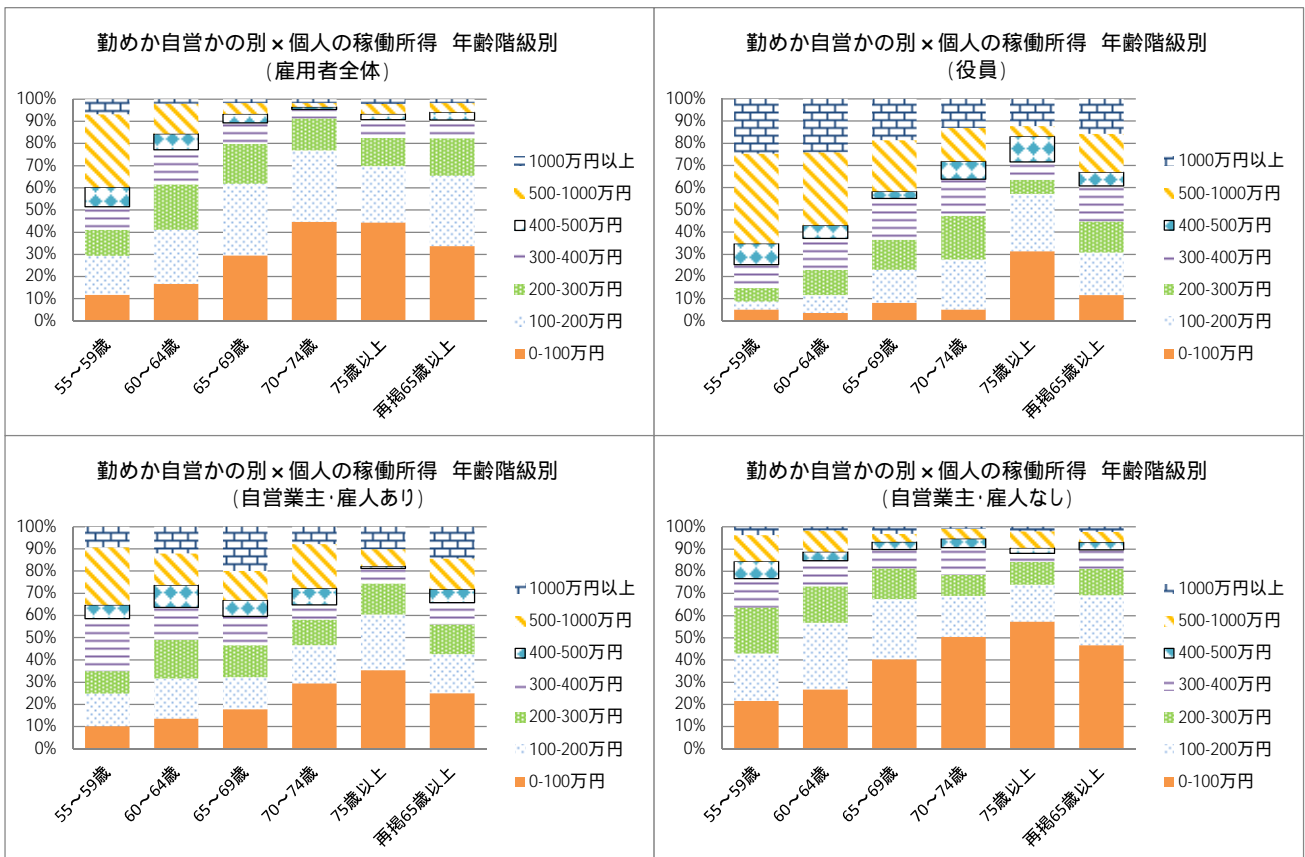 勤めか自営かの別×個人の稼働所得 年齢階級別
(雇用者全体)
100%
90%
80%
70%
60%
50%
40%
30%
20%
10%
0%
55～59歳
60～64歳
65～69歳
70～74歳
75歳以上
再掲65歳以上
1000万円以上
500-1000万円
400-500万円
300-400万円
200-300万円
100-200万円
0-100万円
勤めか自営かの別×個人の稼働所得 年齢階級別
(役員)
100%
90%
80%
70%
60%
50%
40%
30%
20%
10%
0%
55～59歳
60～64歳
65～69歳
70～74歳
75歳以上
再掲65歳以上
1000万円以上
500-1000万円
400-500万円
300-400万円
200-300万円
100-200万円
0-100万円
勤めか自営かの別×個人の稼働所得 年齢階級別
(自営業主・雇人あり)
100%
90%
80%
70%
60%
50%
40%
30%
20%
10%
0%
55～59歳
60～64歳
65～69歳
70～74歳
75歳以上
再掲65歳以上
1000万円以上
500-1000万円
400-500万円
300-400万円
200-300万円
100-200万円
0-100万円
勤めか自営かの別×個人の稼働所得 年齢階級別
(自営業主・雇人なし)
100%
90%
80%
70%
60%
50%
40%
30%
20%
10%
0%
55～59歳
60～64歳
65～69歳
70～74歳
75歳以上
再掲65歳以上
1000万円以上
500-1000万円
400-500万円
300-400万円
200-300万円
100-200万円
0-100万円